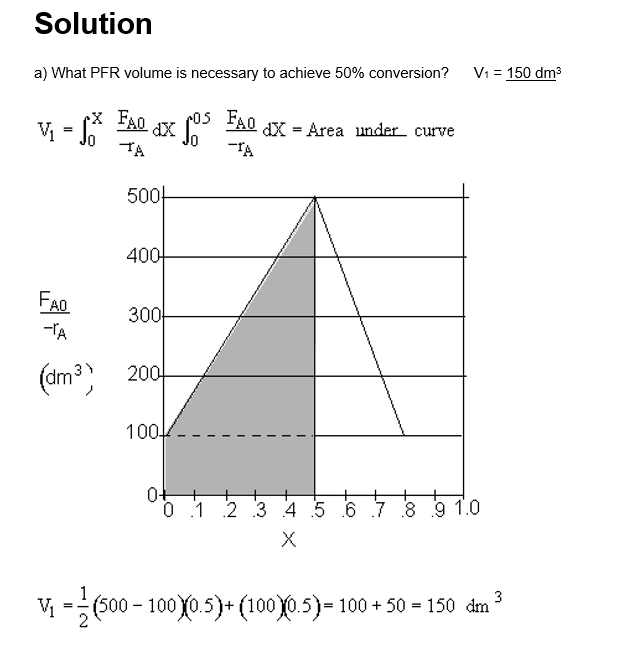 Solution
a) What PFR volume is necessary to achieve 50% conversion? V₁ = 150 dm³
V₁ = ∫₀^X F_A0/-r_A dX ∫₀^0.5 F_A0/-r_A dX = Area under curve
500
400
300
200
100
0
F_A0/-r_A
(dm³)
0 .1 .2 .3 .4 .5 .6 .7 .8 .9 1.0
X
V₁ = 1/2 (500 - 100)(0.5) + (100)(0.5) = 100 + 50 = 150 dm³